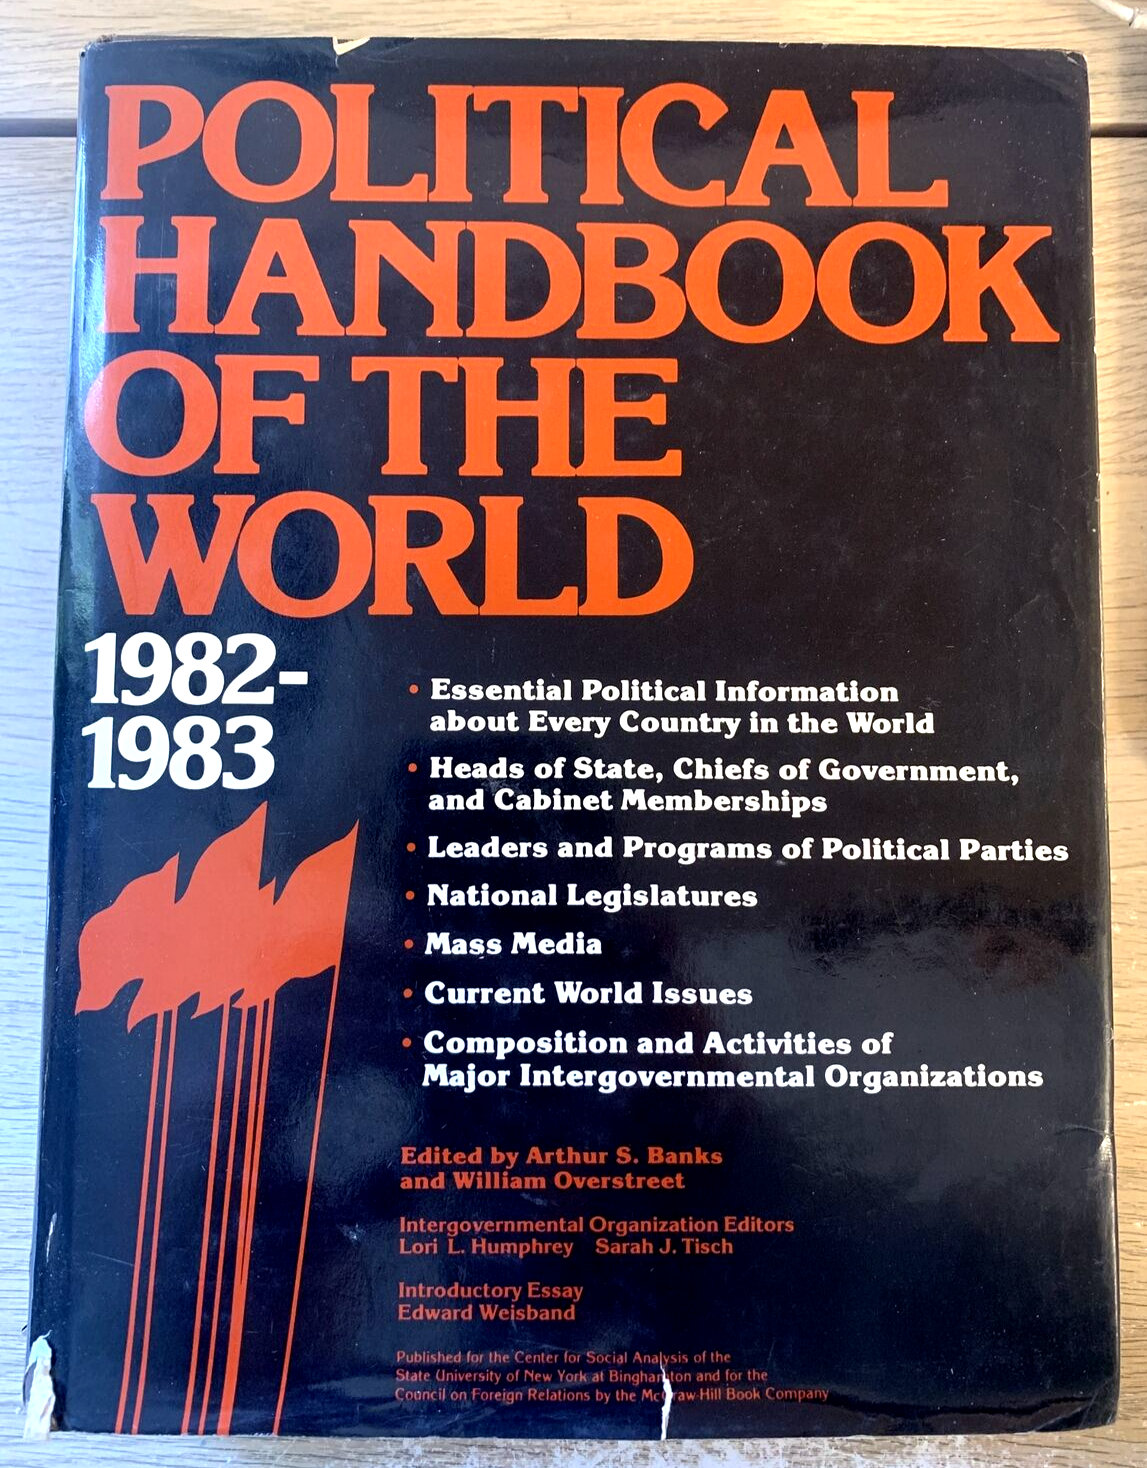 POLITICAL
HANDBOOK
OF THE
WORLD
1982-
1983
• Essential Political Information
about Every Country in the World
• Heads of State, Chiefs of Government,
and Cabinet Memberships
• Leaders and Programs of Political Parties
• National Legislatures
• Mass Media
• Current World Issues
• Composition and Activities of
Major Intergovernmental Organizations
Edited by Arthur S. Banks
and William Overstreet
Intergovernmental Organization Editors
Lori L. Humphrey Sarah J. Tisch
Introductory Essay
Edward Weisband
Published for the Center for Social Analysis of the
State University of New York at Binghamton and for the
Council on Foreign Relations by the McGraw-Hill Book Company